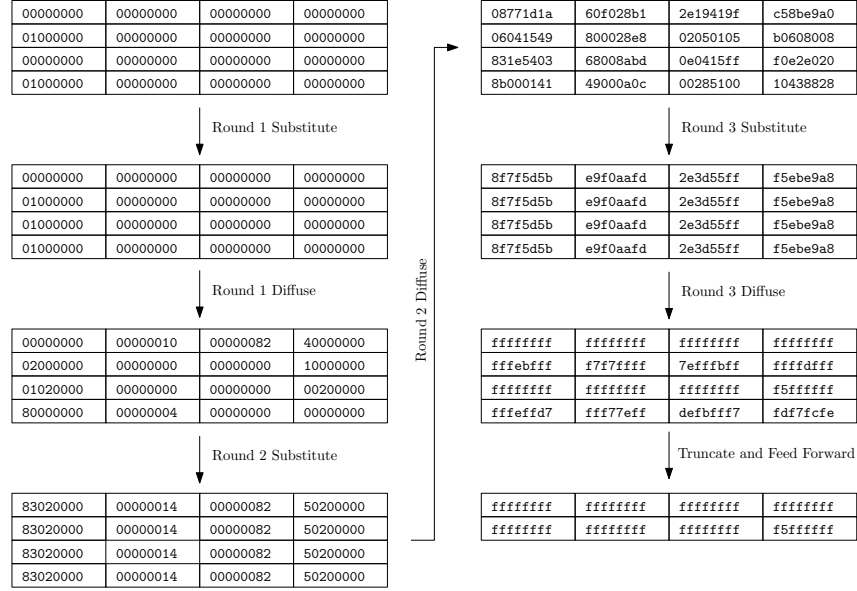 00000000 00000000 00000000 00000000
01000000 00000000 00000000 00000000
00000000 00000000 00000000 00000000
01000000 00000000 00000000 00000000
Round 1 Substitute
00000000 00000000 00000000 00000000
01000000 00000000 00000000 00000000
01000000 00000000 00000000 00000000
01000000 00000000 00000000 00000000
Round 1 Diffuse
00000000 00000010 00000082 40000000
02000000 00000000 00000000 10000000
01020000 00000000 00000000 00200000
80000000 00000004 00000000 00000000
Round 2 Substitute
83020000 00000014 00000082 50200000
83020000 00000014 00000082 50200000
83020000 00000014 00000082 50200000
83020000 00000014 00000082 50200000
Round 2 Diffuse
08771d1a 60f028b1 2e19419f c58be9a0
06041549 800028e8 02050105 b0608008
831e5403 68008abd 0e0415ff f0e2e020
8b000141 49000a0c 00285100 10438828
Round 3 Substitute
8f7f5d5b e9f0aafd 2e3d55ff f5ebe9a8
8f7f5d5b e9f0aafd 2e3d55ff f5ebe9a8
8f7f5d5b e9f0aafd 2e3d55ff f5ebe9a8
8f7f5d5b e9f0aafd 2e3d55ff f5ebe9a8
Round 3 Diffuse
ffffffff ffffffff ffffffff ffffffff
fffebfff f7f7ffff 7efffbff ffffdfff
ffffffff ffffffff ffffffff f5ffffff
fffeffd7 fff77eff defbfff7 fdf7fcfe
Truncate and Feed Forward
ffffffff ffffffff ffffffff ffffffff
ffffffff ffffffff ffffffff f5ffffff